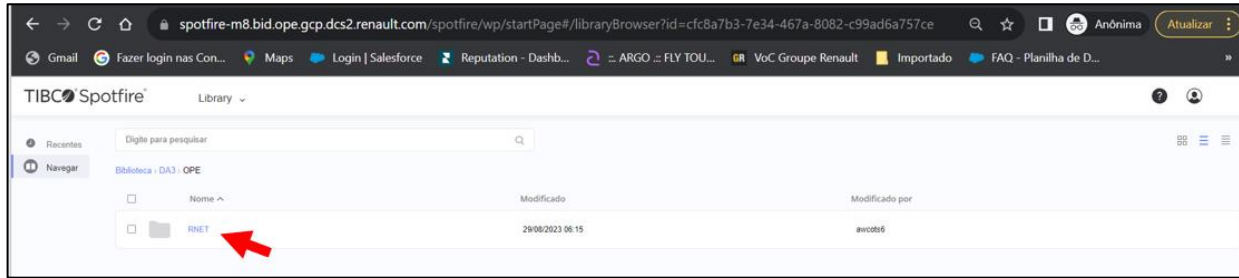 spotfire-m8.bid.ope.gcp.dcs2.renault.com/spotfire/wp/startPage#/libraryBrowser?id=cfc8a7b3-7e34-467a-8082-c99ad6a757ce Anônima Atualizar
Gmail Fazer login nas Con... Maps Login | Salesforce Reputation - Dashb... ::. ARGO .:: FLY TOU... GR VoC Groupe Renault Importado FAQ - Planilha de D... »
TIBCO Spotfire® Library
Recentes Digite para pesquisar
Navegar Biblioteca › DA3 › OPE
Nome Modificado Modificado por
RNET 29/08/2023 06:15 awcots6